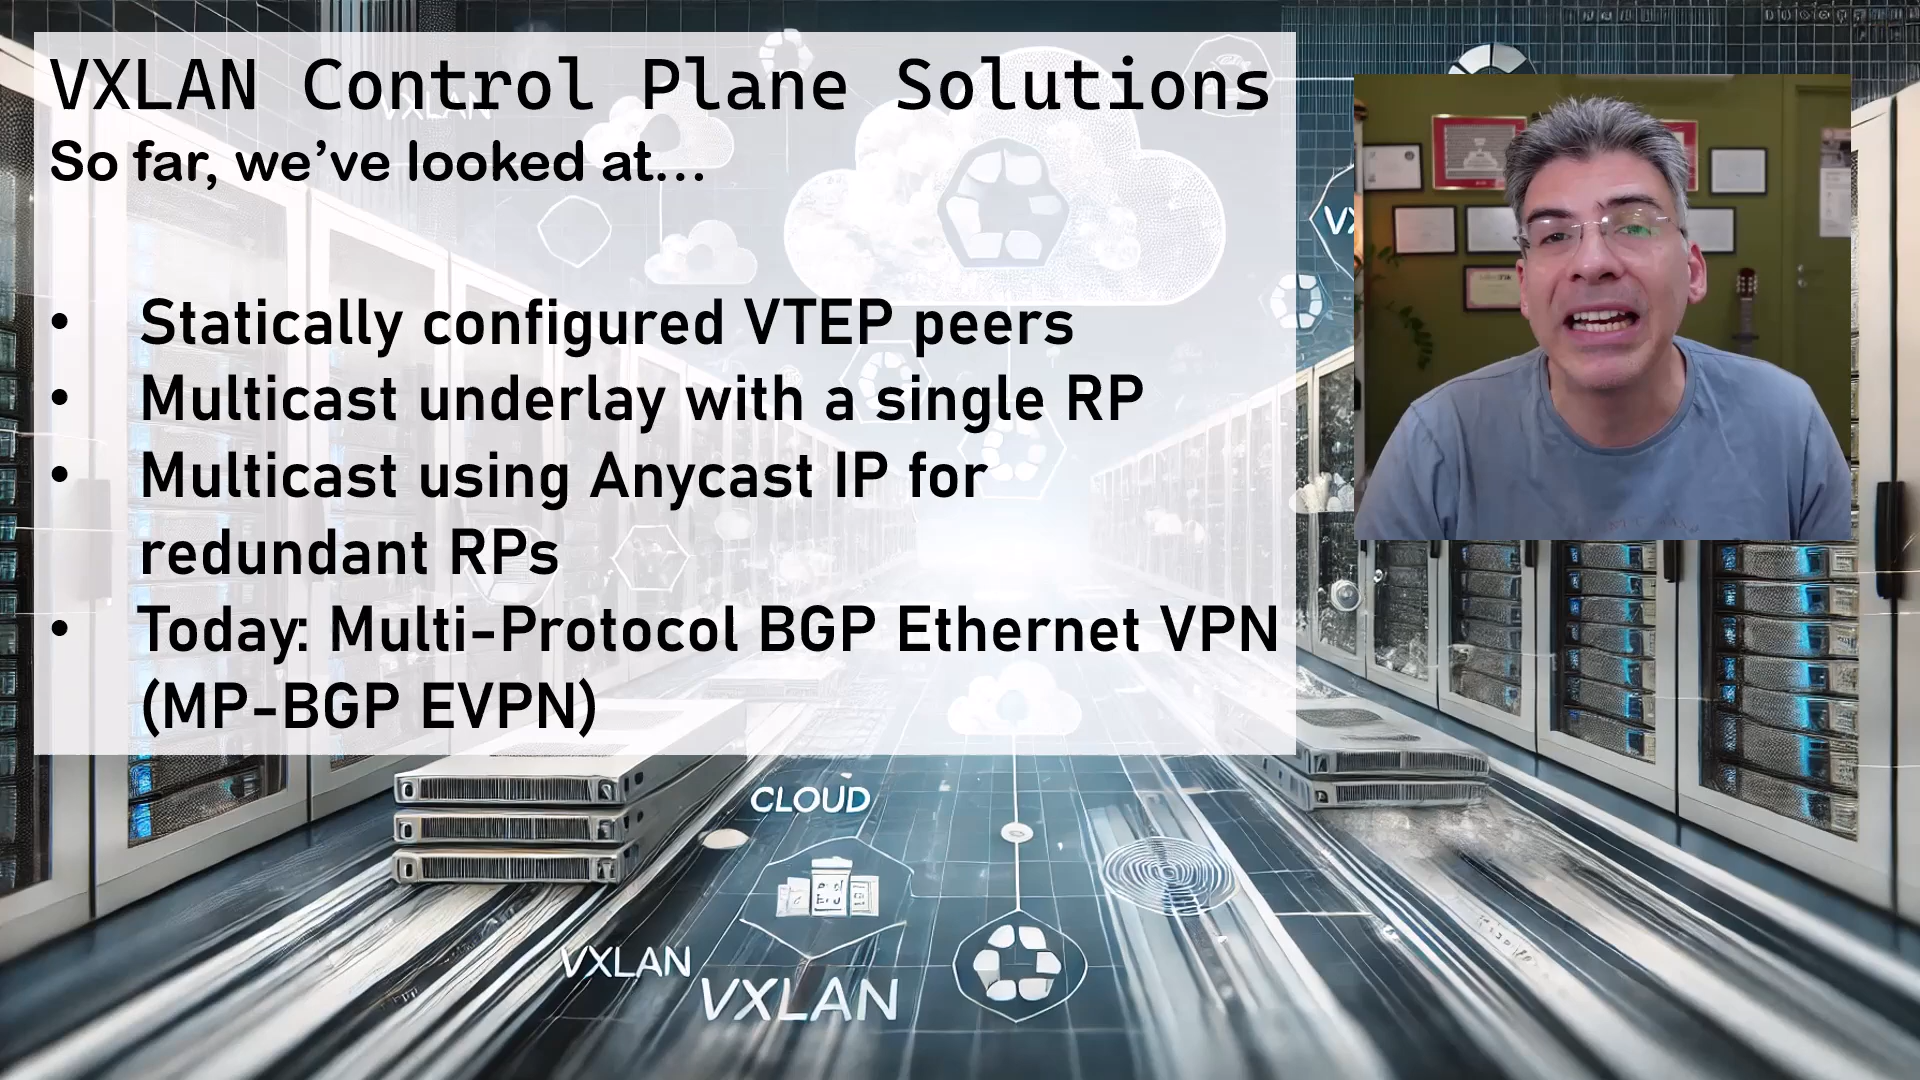 VXLAN Control Plane Solutions
So far, we've looked at...
• Statically configured VTEP peers
• Multicast underlay with a single RP
• Multicast using Anycast IP for
redundant RPs
• Today: Multi-Protocol BGP Ethernet VPN
(MP-BGP EVPN)
VXLAN
CLOUD
VXLAN
VXLAN